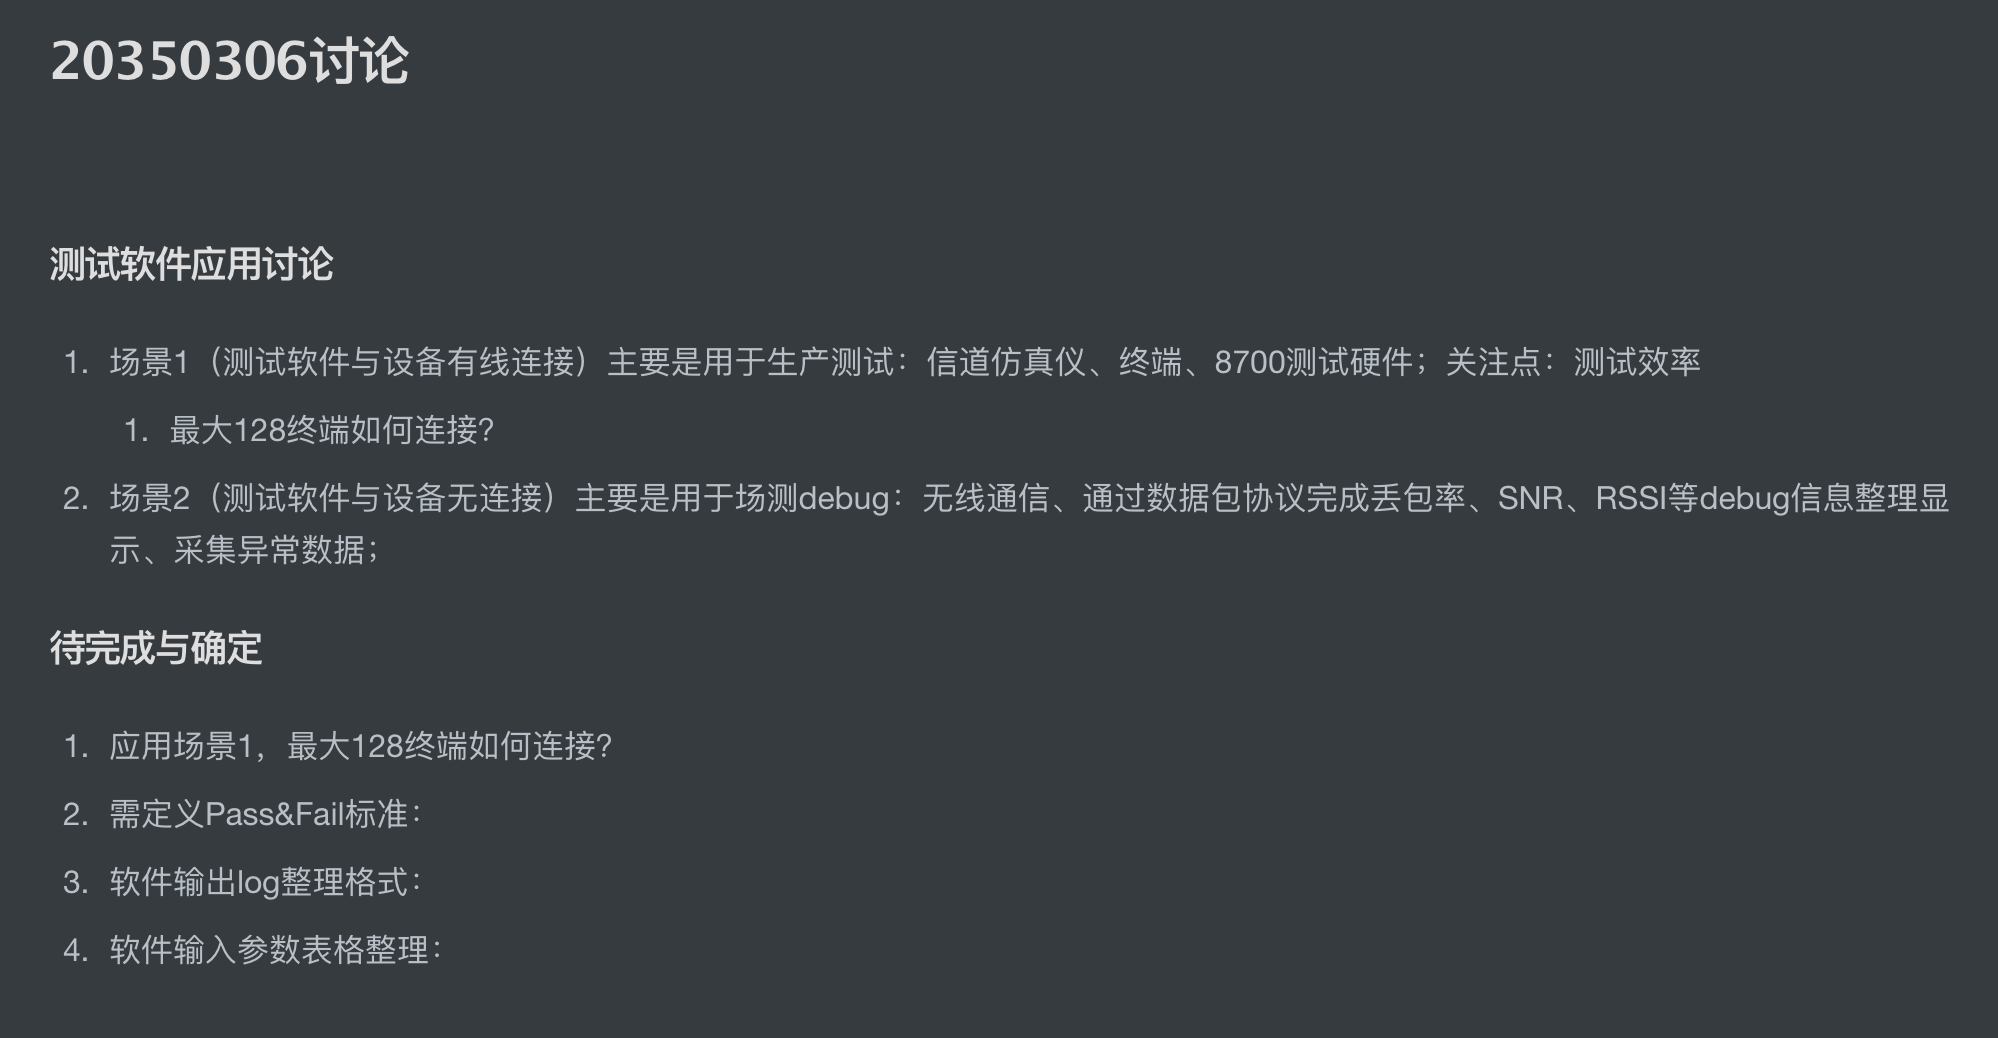 20350306讨论
测试软件应用讨论
1. 场景1（测试软件与设备有线连接）主要是用于生产测试：信道仿真仪、终端、8700测试硬件；关注点：测试效率
1. 最大128终端如何连接？
2. 场景2（测试软件与设备无连接）主要是用于场测debug：无线通信、通过数据包协议完成丢包率、SNR、RSSI等debug信息整理显
示、采集异常数据；
待完成与确定
1. 应用场景1，最大128终端如何连接？
2. 需定义Pass&Fail标准：
3. 软件输出log整理格式：
4. 软件输入参数表格整理：